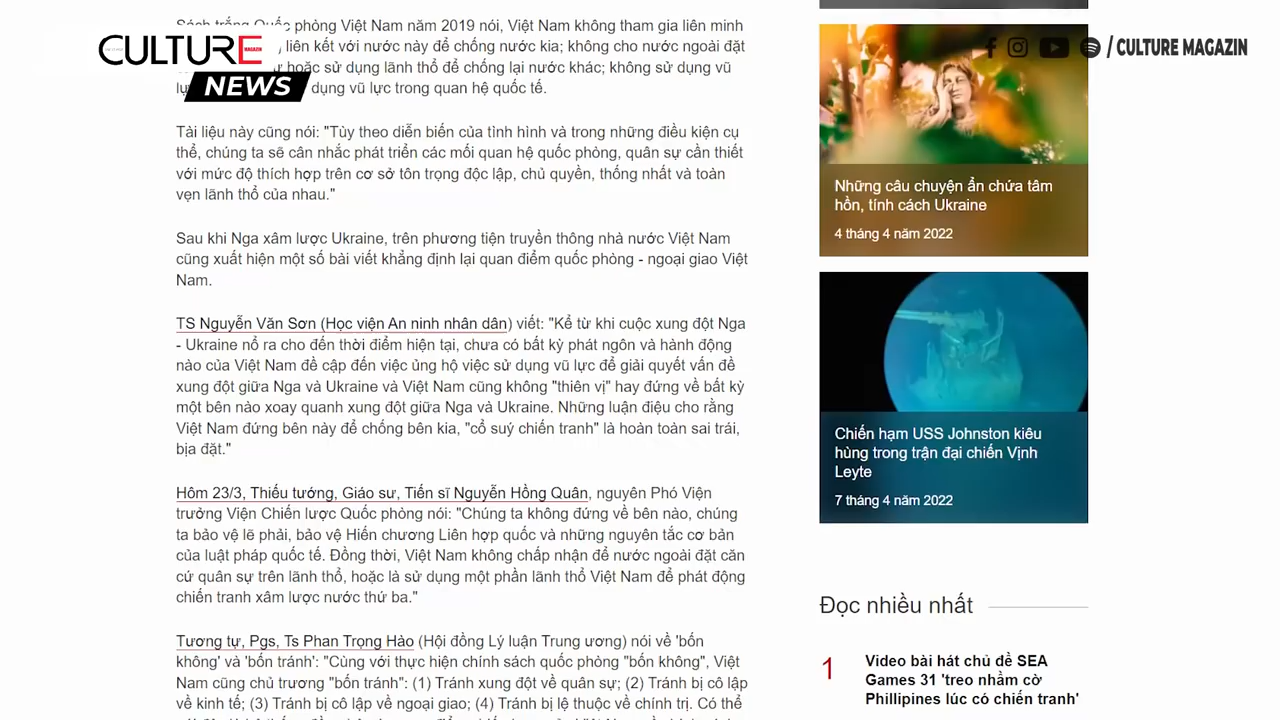 Sách trắng Quốc phòng Việt Nam năm 2019 nói, Việt Nam không tham gia liên minh
liên kết với nước này để chống nước kia; không cho nước ngoài đặt
hoặc sử dụng lãnh thổ để chống lại nước khác; không sử dụng vũ
dụng vũ lực trong quan hệ quốc tế.
CULTURE
MAGAZIN
NEWS
Tài liệu này cũng nói: "Tùy theo diễn biến của tình hình và trong những điều kiện cụ
thể, chúng ta sẽ cân nhắc phát triển các mối quan hệ quốc phòng, quân sự cần thiết
với mức độ thích hợp trên cơ sở tôn trọng độc lập, chủ quyền, thống nhất và toàn
vẹn lãnh thổ của nhau."
Sau khi Nga xâm lược Ukraine, trên phương tiện truyền thông nhà nước Việt Nam
cũng xuất hiện một số bài viết khẳng định lại quan điểm quốc phòng - ngoại giao Việt
Nam.
TS Nguyễn Văn Sơn (Học viện An ninh nhân dân) viết: "Kể từ khi cuộc xung đột Nga
- Ukraine nổ ra cho đến thời điểm hiện tại, chưa có bất kỳ phát ngôn và hành động
nào của Việt Nam đề cập đến việc ủng hộ việc sử dụng vũ lực để giải quyết vấn đề
xung đột giữa Nga và Ukraine và Việt Nam cũng không "thiên vị" hay đứng về bất kỳ
một bên nào xoay quanh xung đột giữa Nga và Ukraine. Những luận điệu cho rằng
Việt Nam đứng bên này để chống bên kia, "cổ suý chiến tranh" là hoàn toàn sai trái,
bịa đặt."
Hôm 23/3, Thiếu tướng, Giáo sư, Tiến sĩ Nguyễn Hồng Quân, nguyên Phó Viện
trưởng Viện Chiến lược Quốc phòng nói: "Chúng ta không đứng về bên nào, chúng
ta bảo vệ lẽ phải, bảo vệ Hiến chương Liên hợp quốc và những nguyên tắc cơ bản
của luật pháp quốc tế. Đồng thời, Việt Nam không chấp nhận để nước ngoài đặt căn
cứ quân sự trên lãnh thổ, hoặc là sử dụng một phần lãnh thổ Việt Nam để phát động
chiến tranh xâm lược nước thứ ba."
Tương tự, Pgs, Ts Phan Trọng Hào (Hội đồng Lý luận Trung ương) nói về 'bốn
không' và 'bốn tránh': "Cùng với thực hiện chính sách quốc phòng "bốn không", Việt
Nam cũng chủ trương "bốn tránh": (1) Tránh xung đột về quân sự; (2) Tránh bị cô lập
về kinh tế; (3) Tránh bị cô lập về ngoại giao; (4) Tránh bị lệ thuộc về chính trị. Có thể
/ CULTURE MAGAZIN
Những câu chuyện ẩn chứa tâm
hồn, tính cách Ukraine
4 tháng 4 năm 2022
Chiến hạm USS Johnston kiêu
hùng trong trận đại chiến Vịnh
Leyte
7 tháng 4 năm 2022
Đọc nhiều nhất
1
Video bài hát chủ đề SEA
Games 31 'treo nhầm cờ
Phillipines lúc có chiến tranh'